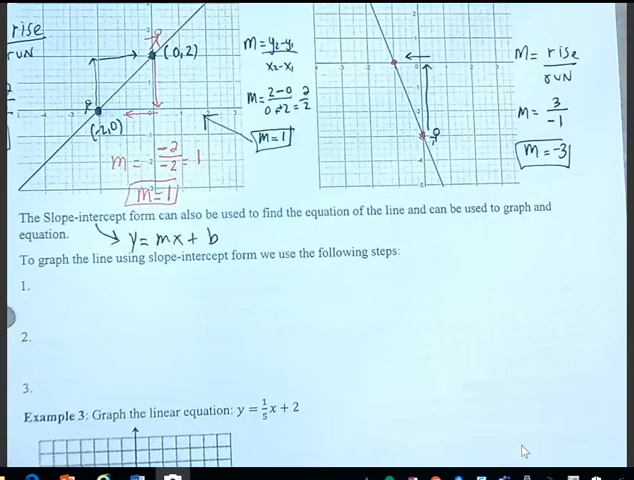 rise
run
(0,2)
(-2,0)
m = -2/-2 = 1
m=1
M = y₂-y₁/x₂-x₁
M = 2-0/0+2 = 2/2
M=1
M= rise/run
M= 3/-1
M=-3
The Slope-intercept form can also be used to find the equation of the line and can be used to graph and
equation.
y= mx + b
To graph the line using slope-intercept form we use the following steps:
1.
2.
3.
Example 3: Graph the linear equation: y = 1/5x + 2